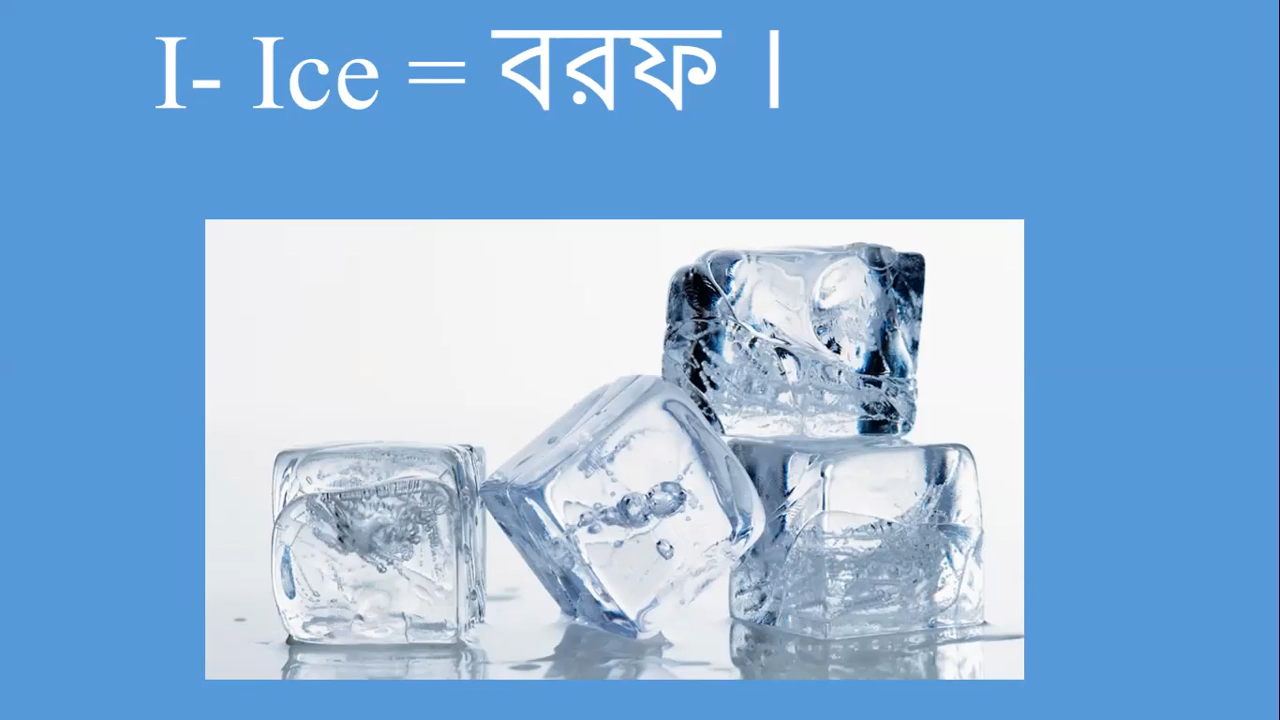 I- Ice = বরফ ।